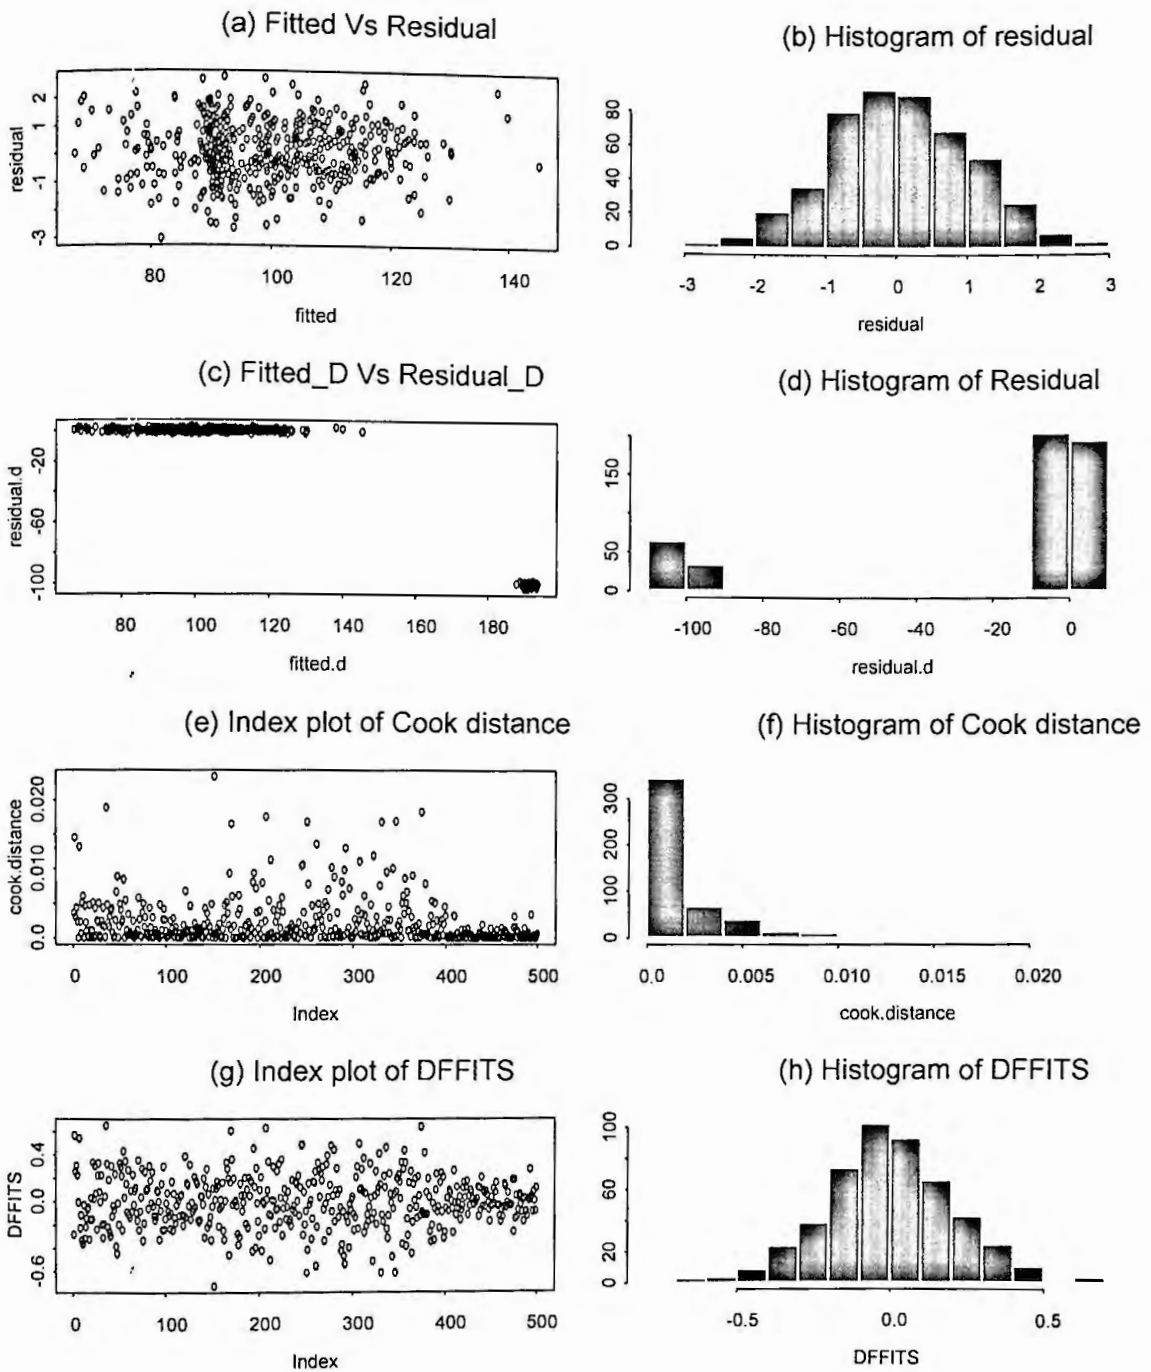 (a) Fitted Vs Residual
residual
2
1
-1
-3
80 100 120 140
fitted
(b) Histogram of residual
80
60
40
20
0
-3 -2 -1 0 1 2 3
residual
(c) Fitted_D Vs Residual_D
residual.d
-20
-60
-100
80 100 120 140 160 180
fitted.d
(d) Histogram of Residual
150
50
0
-100 -80 -60 -40 -20 0
residual.d
(e) Index plot of Cook distance
cook.distance
0.020
0.010
0.0
0 100 200 300 400 500
Index
(f) Histogram of Cook distance
300
200
100
0
0.0 0.005 0.010 0.015 0.020
cook.distance
(g) Index plot of DFFITS
DFFITS
0.4
0.0
-0.6
0 100 200 300 400 500
Index
(h) Histogram of DFFITS
100
60
20
0
-0.5 0.0 0.5
DFFITS